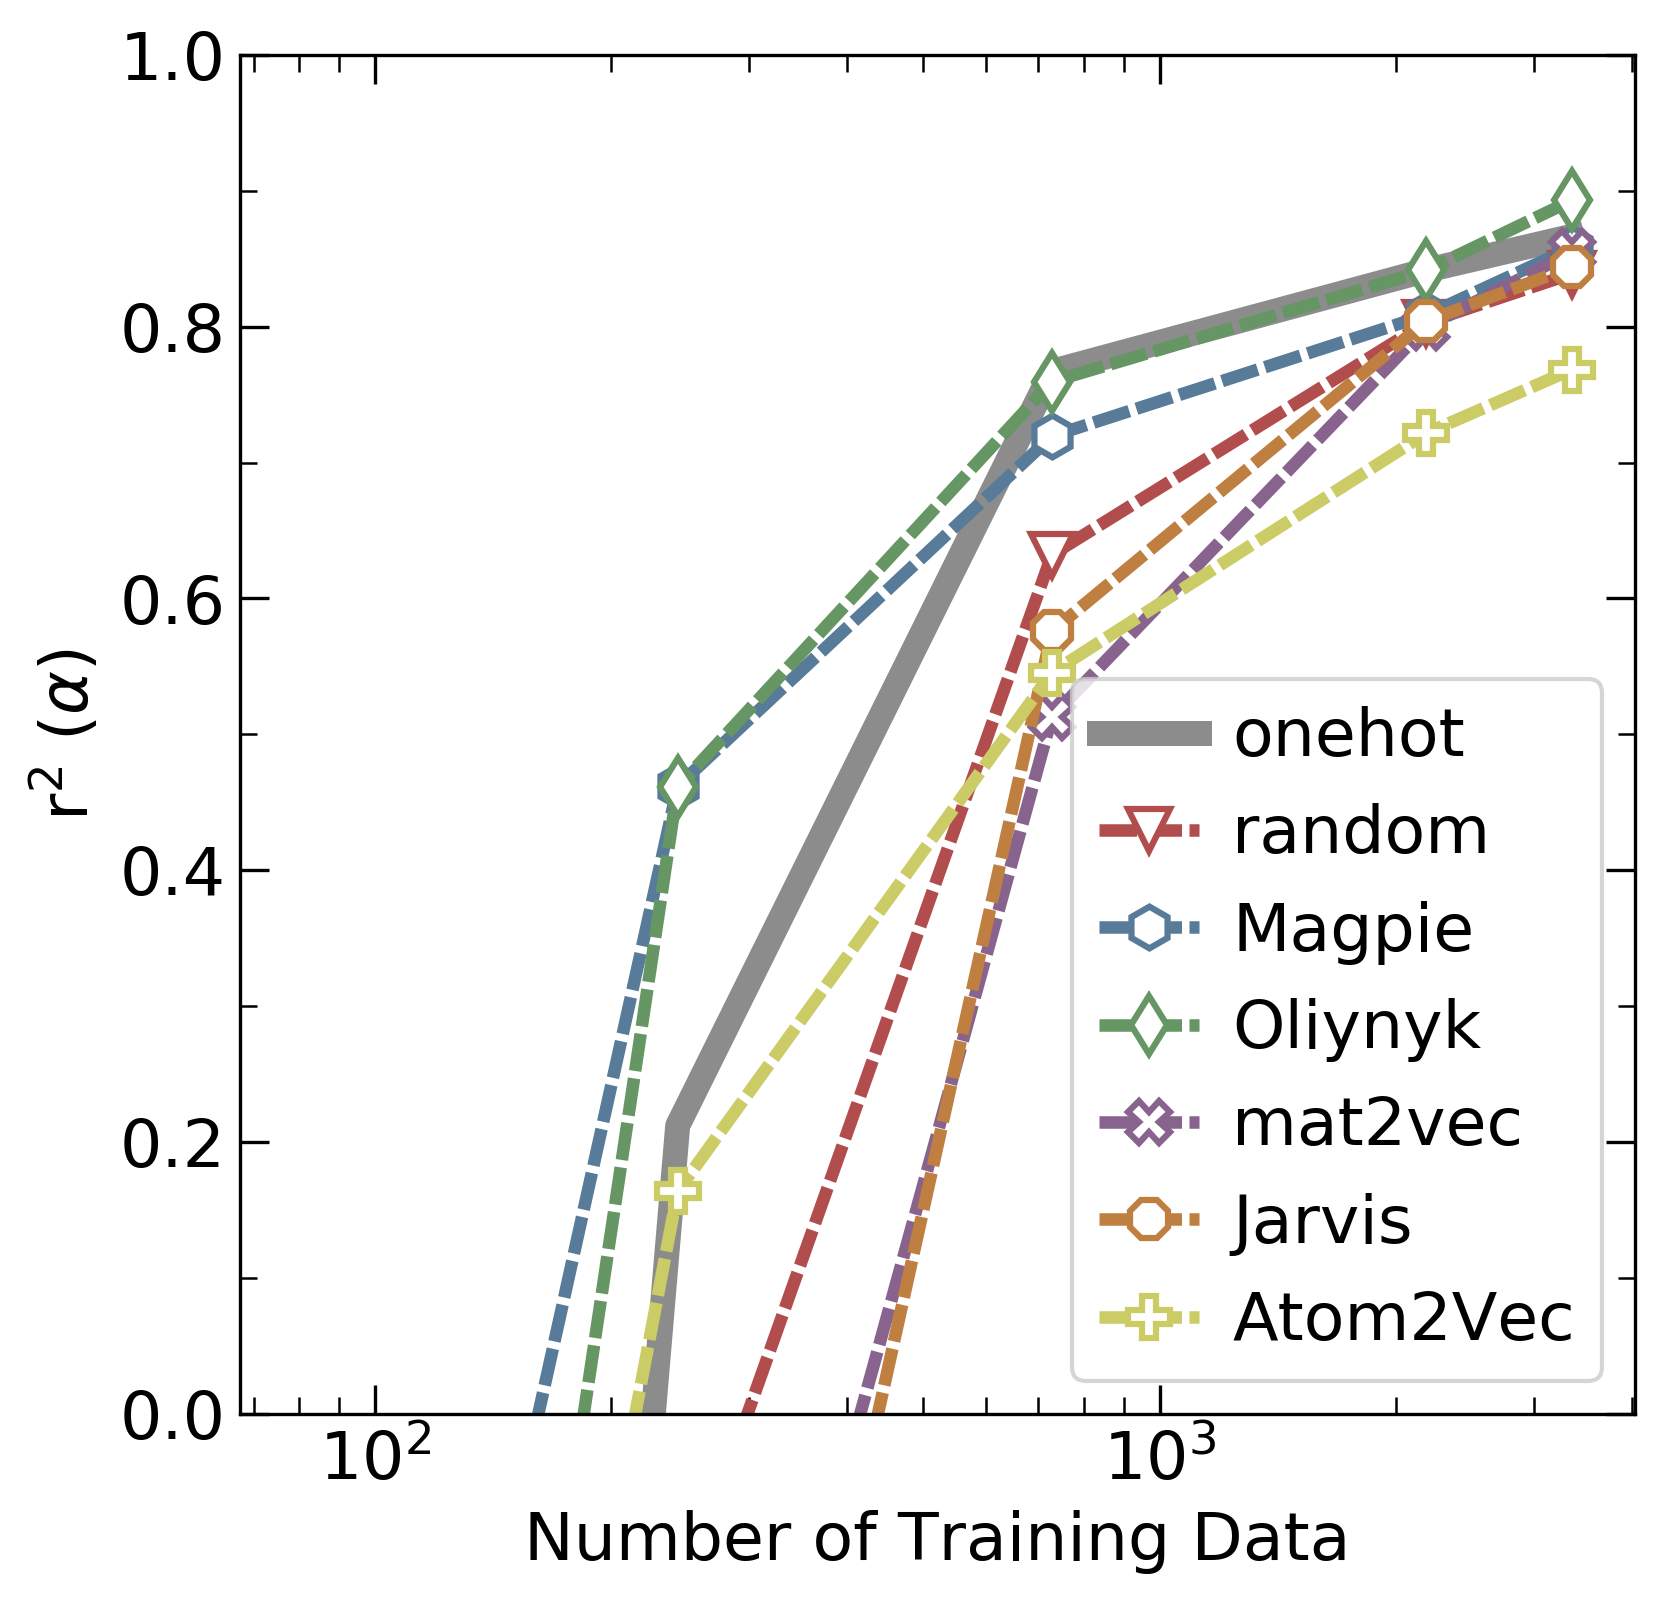 1.0
0.8
0.6
0.4
0.2
0.0
r² (α)
10²
10³
Number of Training Data
onehot
random
Magpie
Oliynyk
mat2vec
Jarvis
Atom2Vec